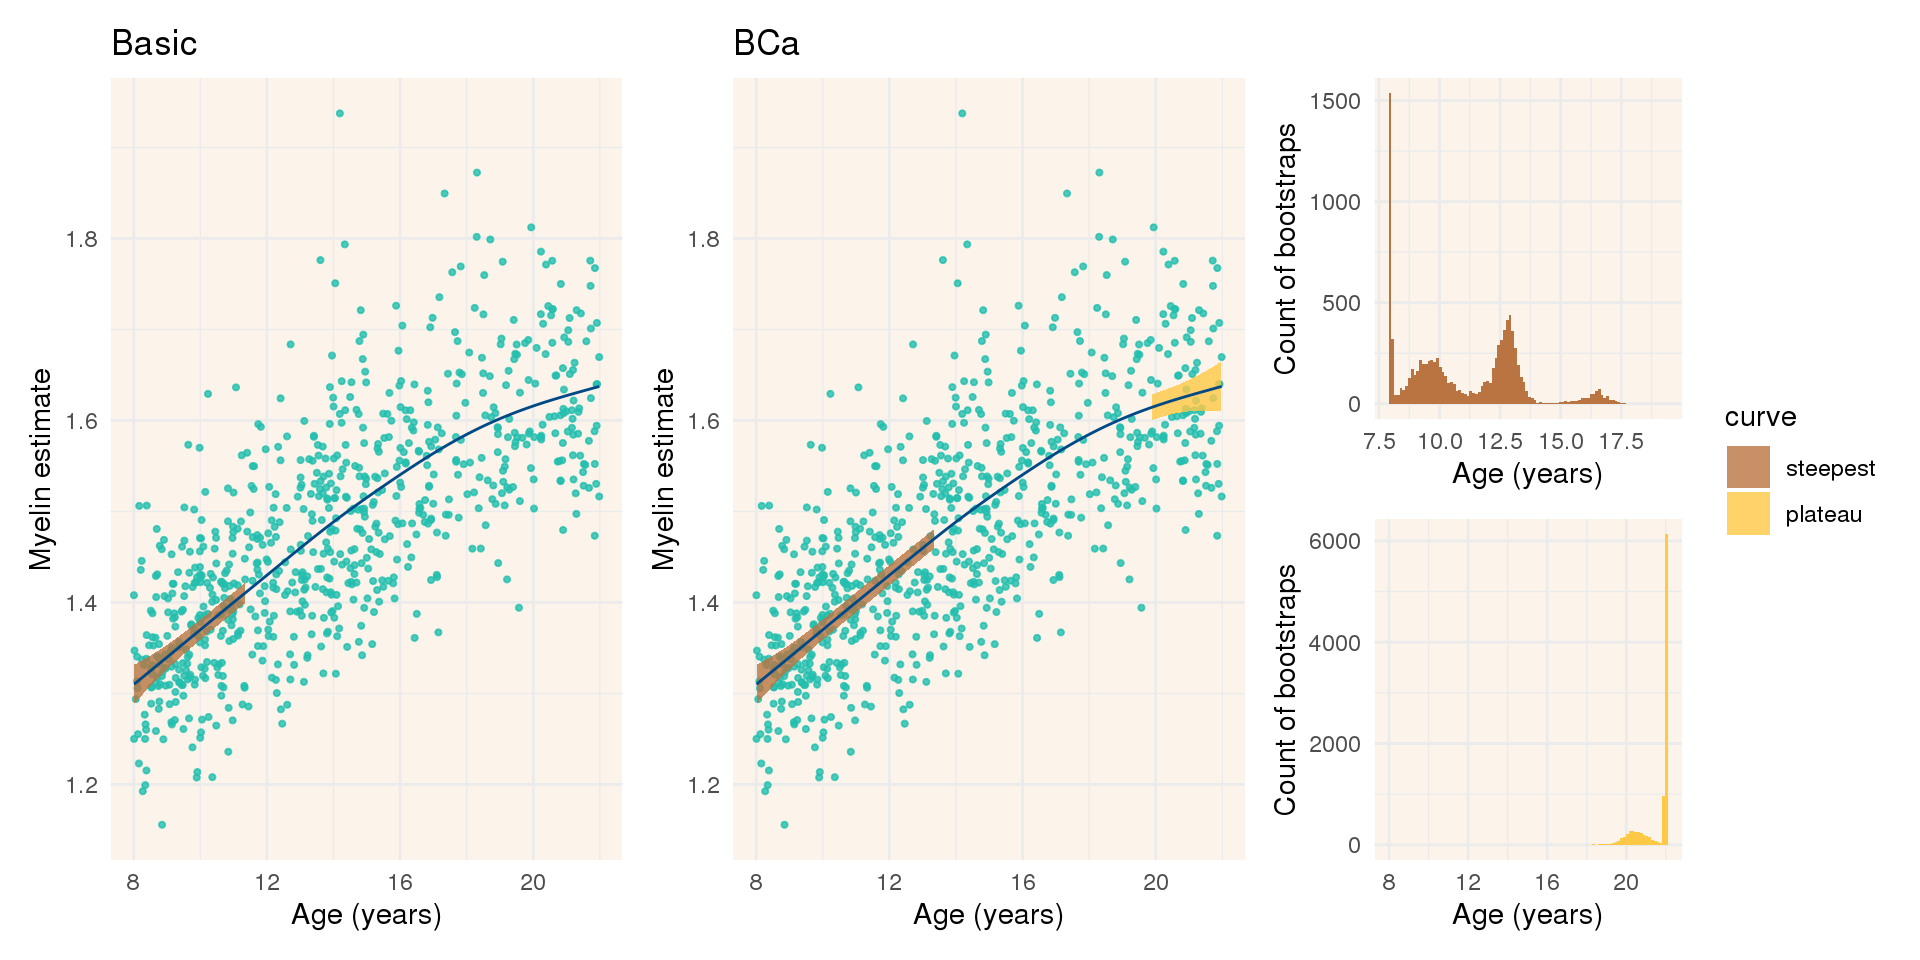 Basic
Myelin estimate
1.8
1.6
1.4
1.2
8 12 16 20
Age (years)
BCa
Myelin estimate
1.8
1.6
1.4
1.2
8 12 16 20
Age (years)
Count of bootstraps
1500
1000
500
0
7.5 10.0 12.5 15.0 17.5
Age (years)
Count of bootstraps
6000
4000
2000
0
8 12 16 20
Age (years)
curve
steepest
plateau